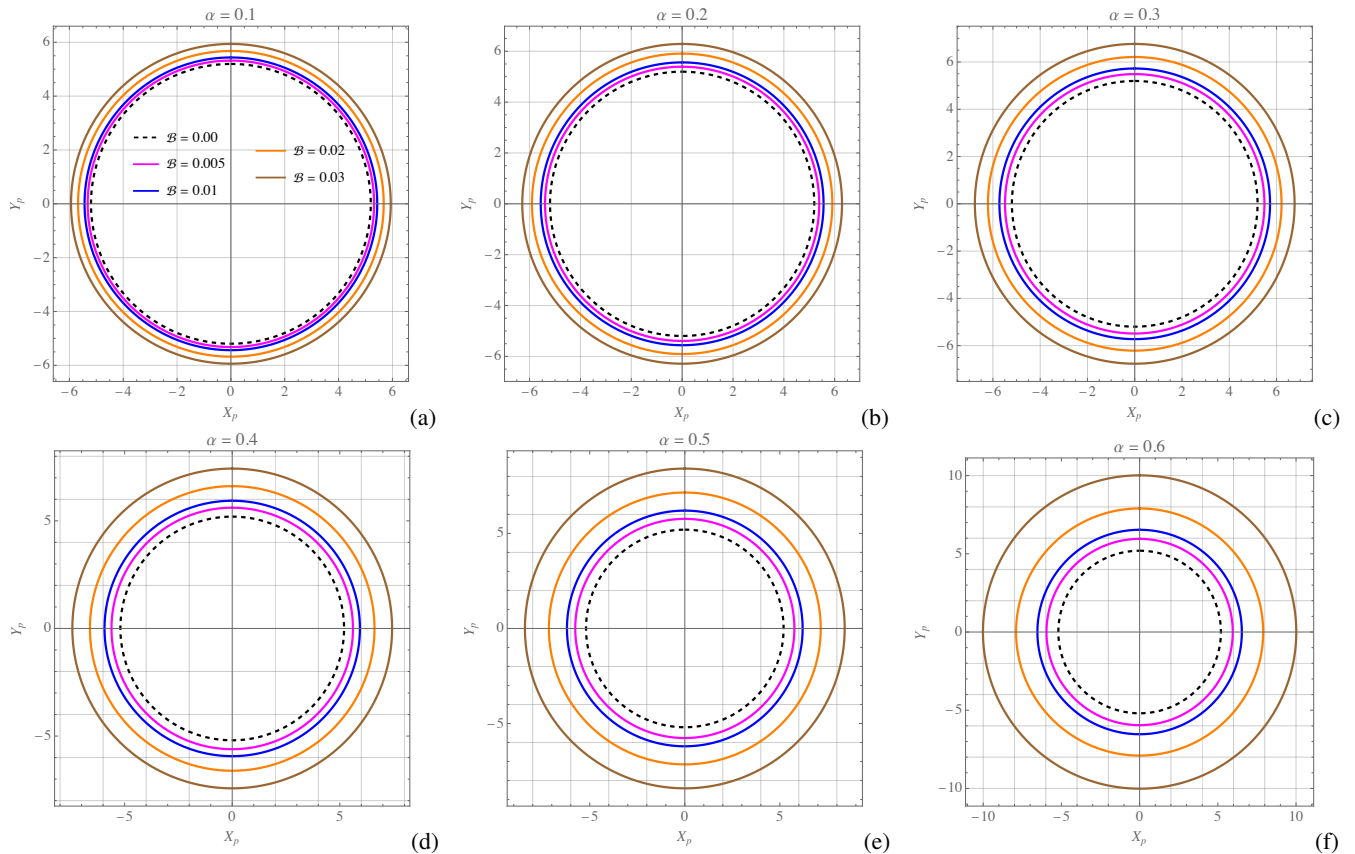 α = 0.1
6
4
2
0
−2
−4
−6
Y_p
ℬ = 0.00
ℬ = 0.005
ℬ = 0.01
ℬ = 0.02
ℬ = 0.03
−6 −4 −2 0 2 4 6
X_p
(a)
α = 0.2
6
4
2
0
−2
−4
−6
Y_p
−6 −4 −2 0 2 4 6
X_p
(b)
α = 0.3
6
4
2
0
−2
−4
−6
Y_p
−6 −4 −2 0 2 4 6
X_p
(c)
α = 0.4
5
0
−5
Y_p
−5 0 5
X_p
(d)
α = 0.5
5
0
−5
Y_p
−5 0 5
X_p
(e)
α = 0.6
10
5
0
−5
−10
Y_p
−10 −5 0 5 10
X_p
(f)